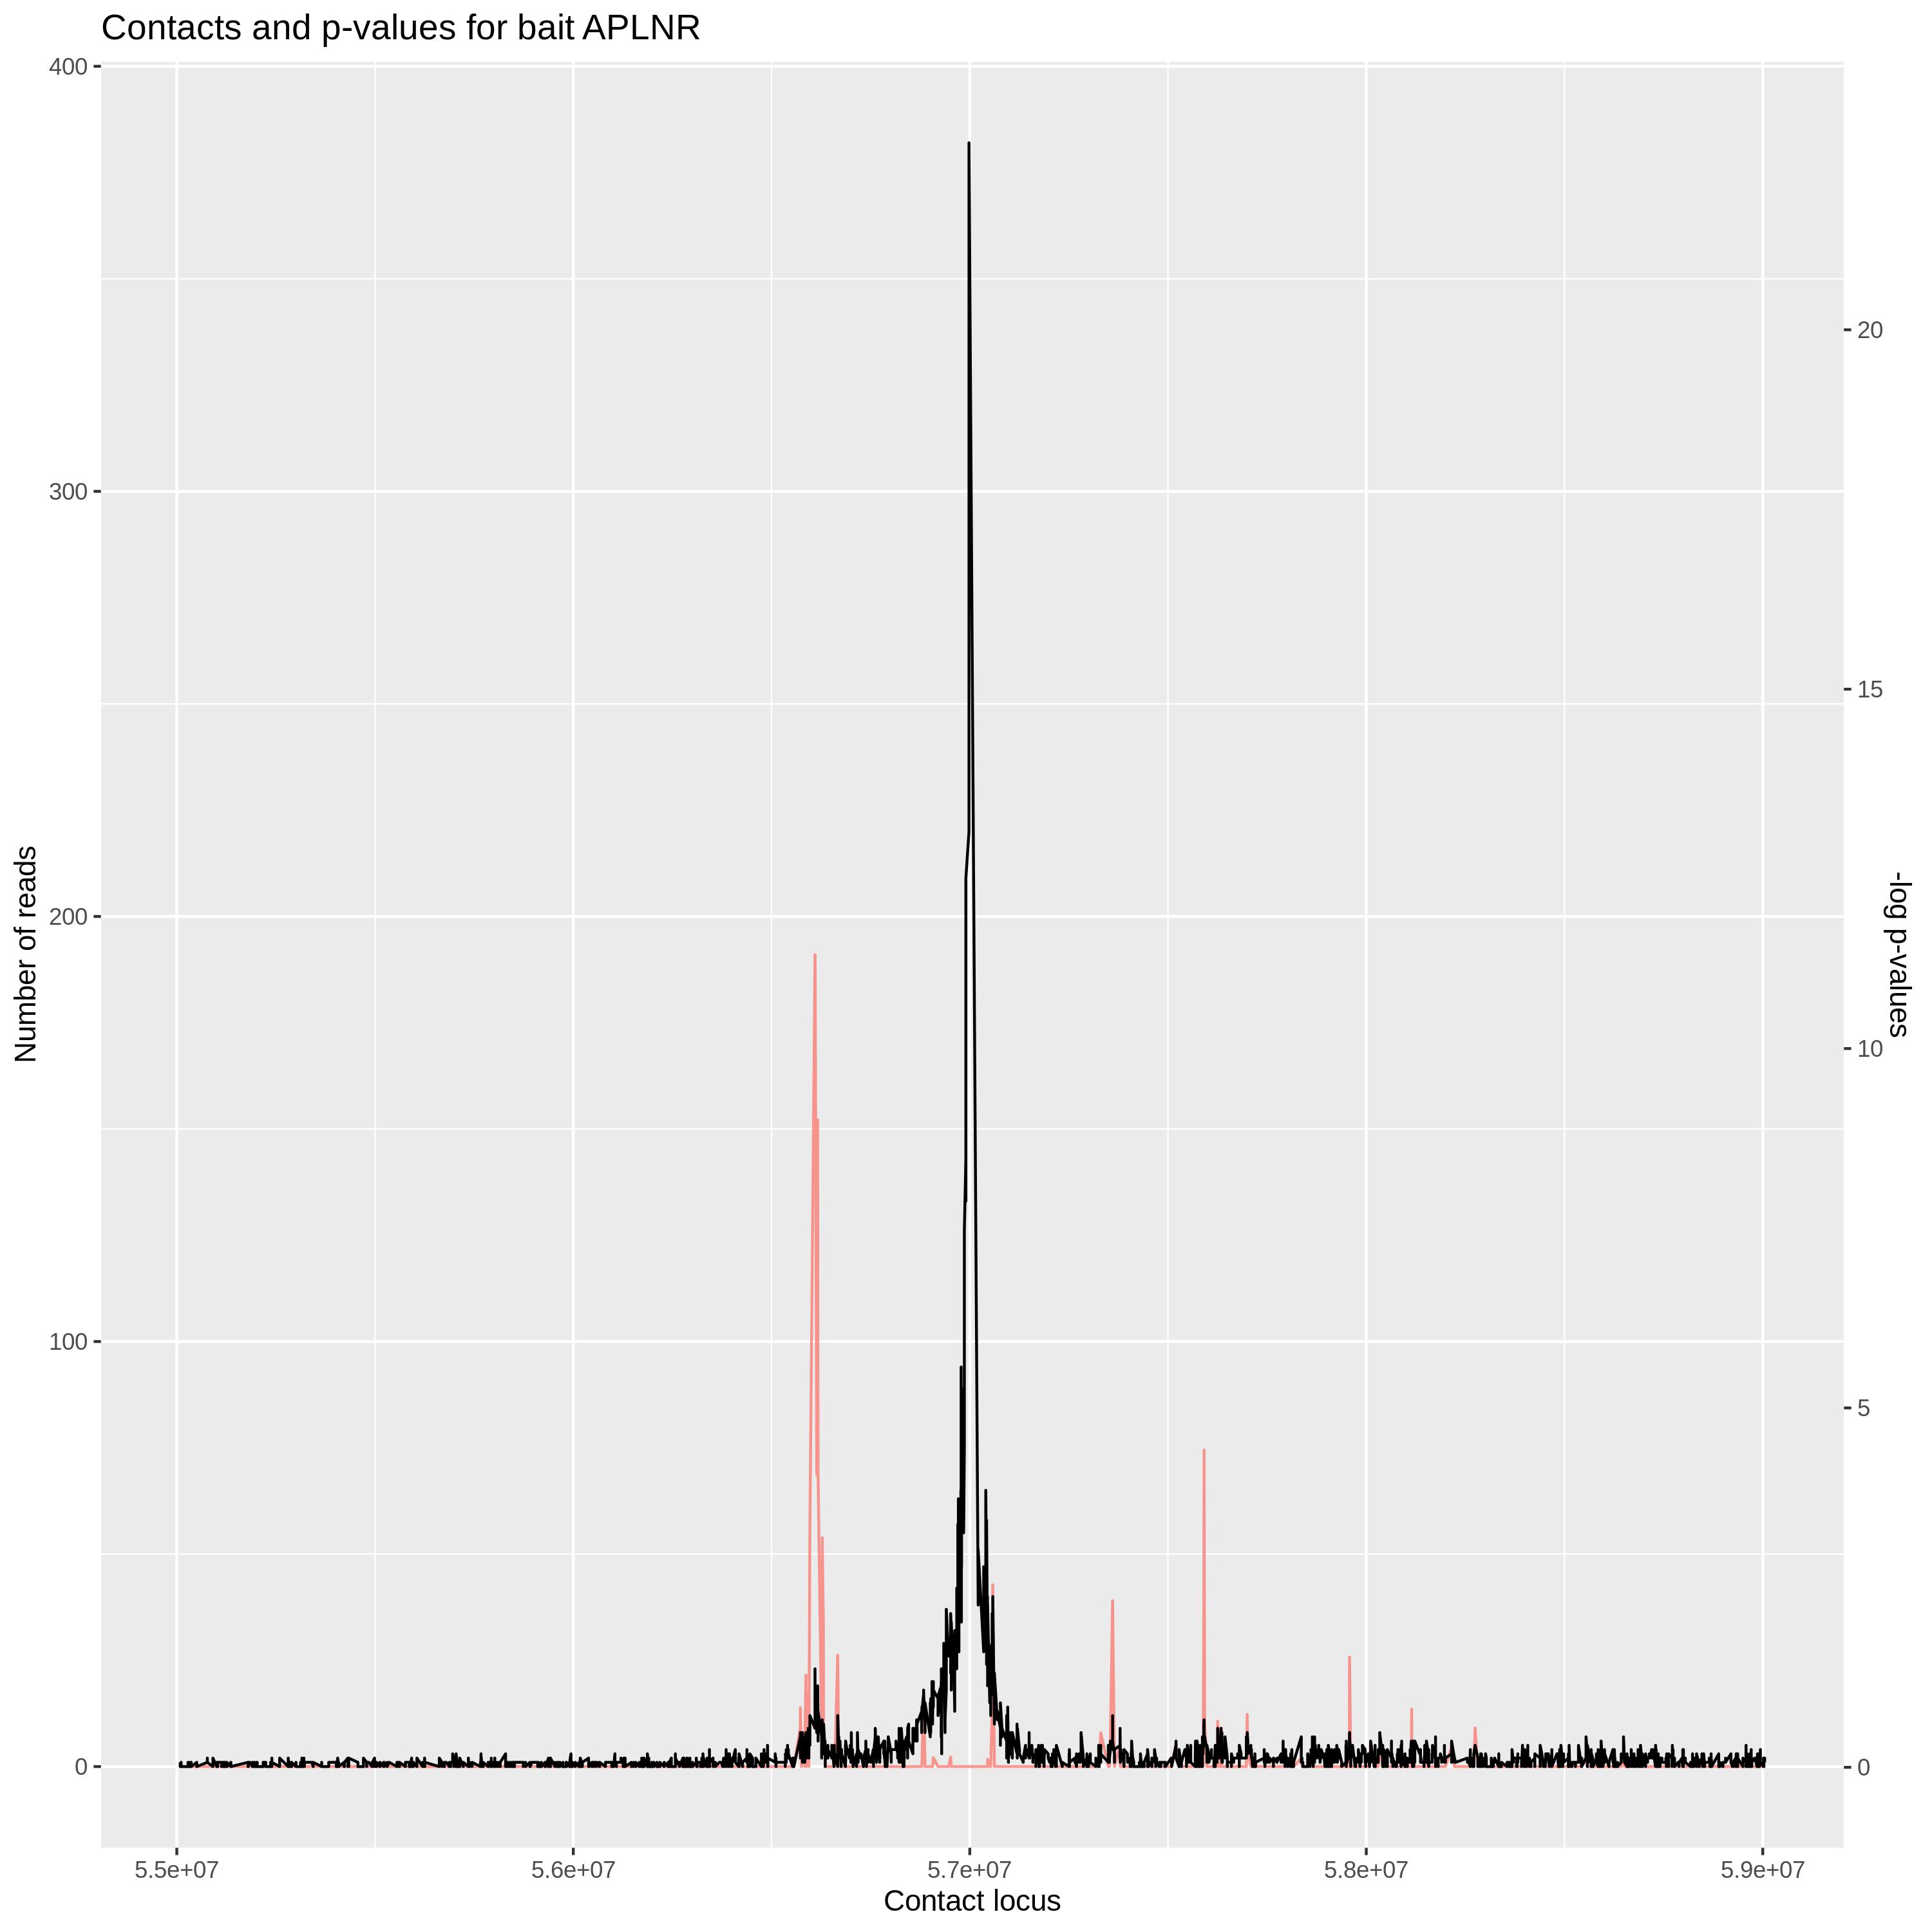 Contacts and p-values for bait APLNR
400
300
200
100
0
Number of reads
20
15
10
5
0
-log p-values
5.5e+07 5.6e+07 5.7e+07 5.8e+07 5.9e+07
Contact locus